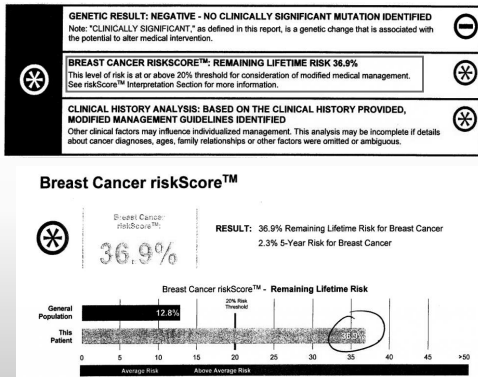 GENETIC RESULT: NEGATIVE - NO CLINICALLY SIGNIFICANT MUTATION IDENTIFIED
Note: "CLINICALLY SIGNIFICANT," as defined in this report, is a genetic change that is associated with
the potential to alter medical intervention.
BREAST CANCER RISKSCORE™: REMAINING LIFETIME RISK 36.9%
This level of risk is at or above 20% threshold for consideration of modified medical management.
See riskScore™ Interpretation Section for more information.
CLINICAL HISTORY ANALYSIS: BASED ON THE CLINICAL HISTORY PROVIDED,
MODIFIED MANAGEMENT GUIDELINES IDENTIFIED
Other clinical factors may influence individualized management. This analysis may be incomplete if details
about cancer diagnoses, ages, family relationships or other factors were omitted or ambiguous.
Breast Cancer riskScore™
Breast Cancer
riskScore™:
36.9%
RESULT: 36.9% Remaining Lifetime Risk for Breast Cancer
2.3% 5-Year Risk for Breast Cancer
Breast Cancer riskScore™ - Remaining Lifetime Risk
20% Risk
Threshold
General
Population
12.8%
This
Patient
0 5 10 15 20 25 30 35 40 45 >50
Average Risk Above Average Risk